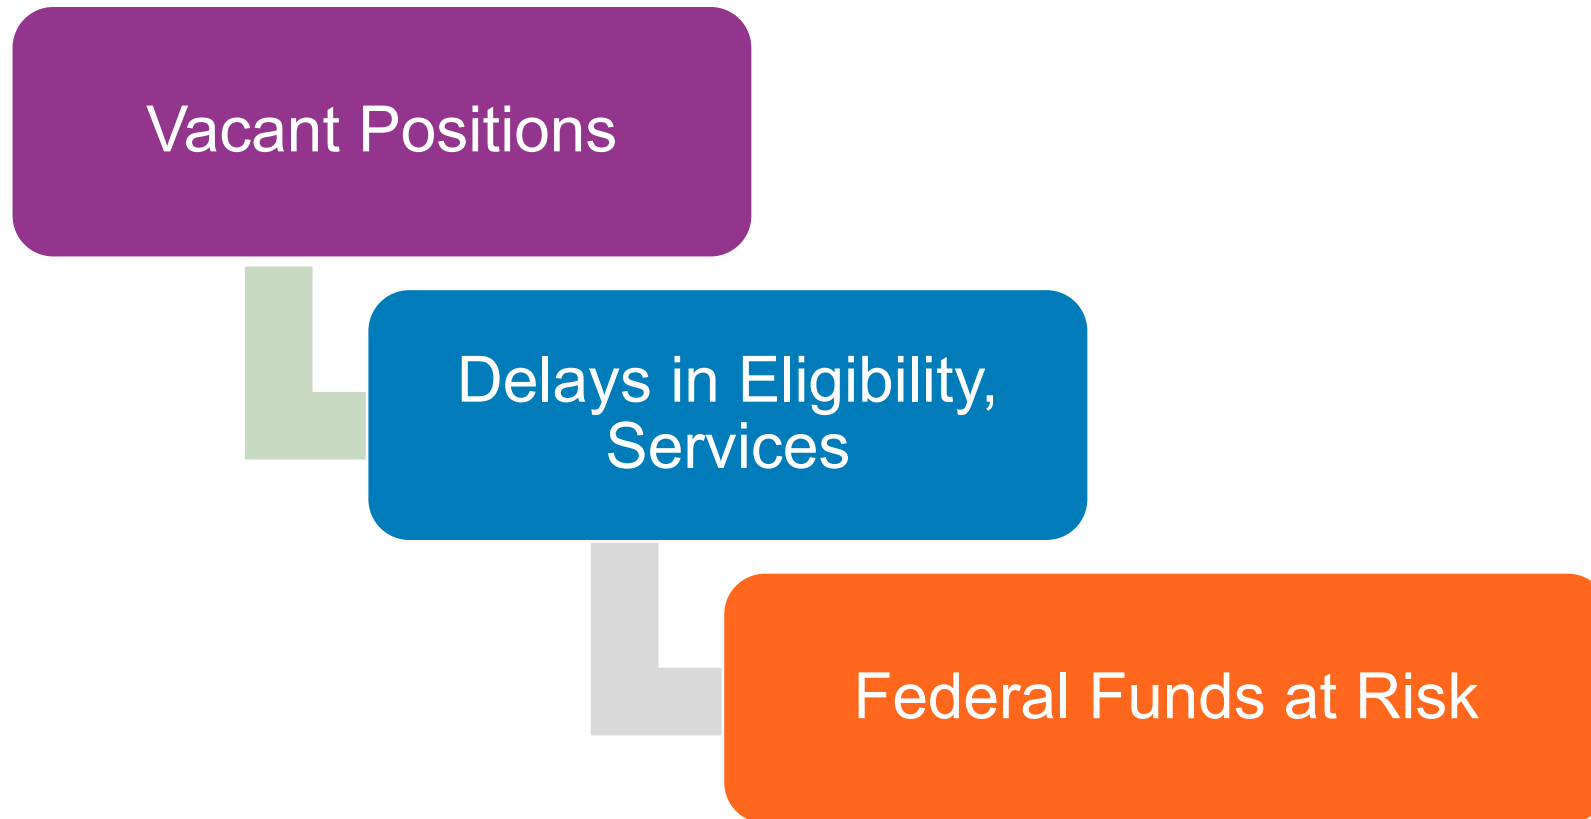 Vacant Positions
Delays in Eligibility,
Services
Federal Funds at Risk